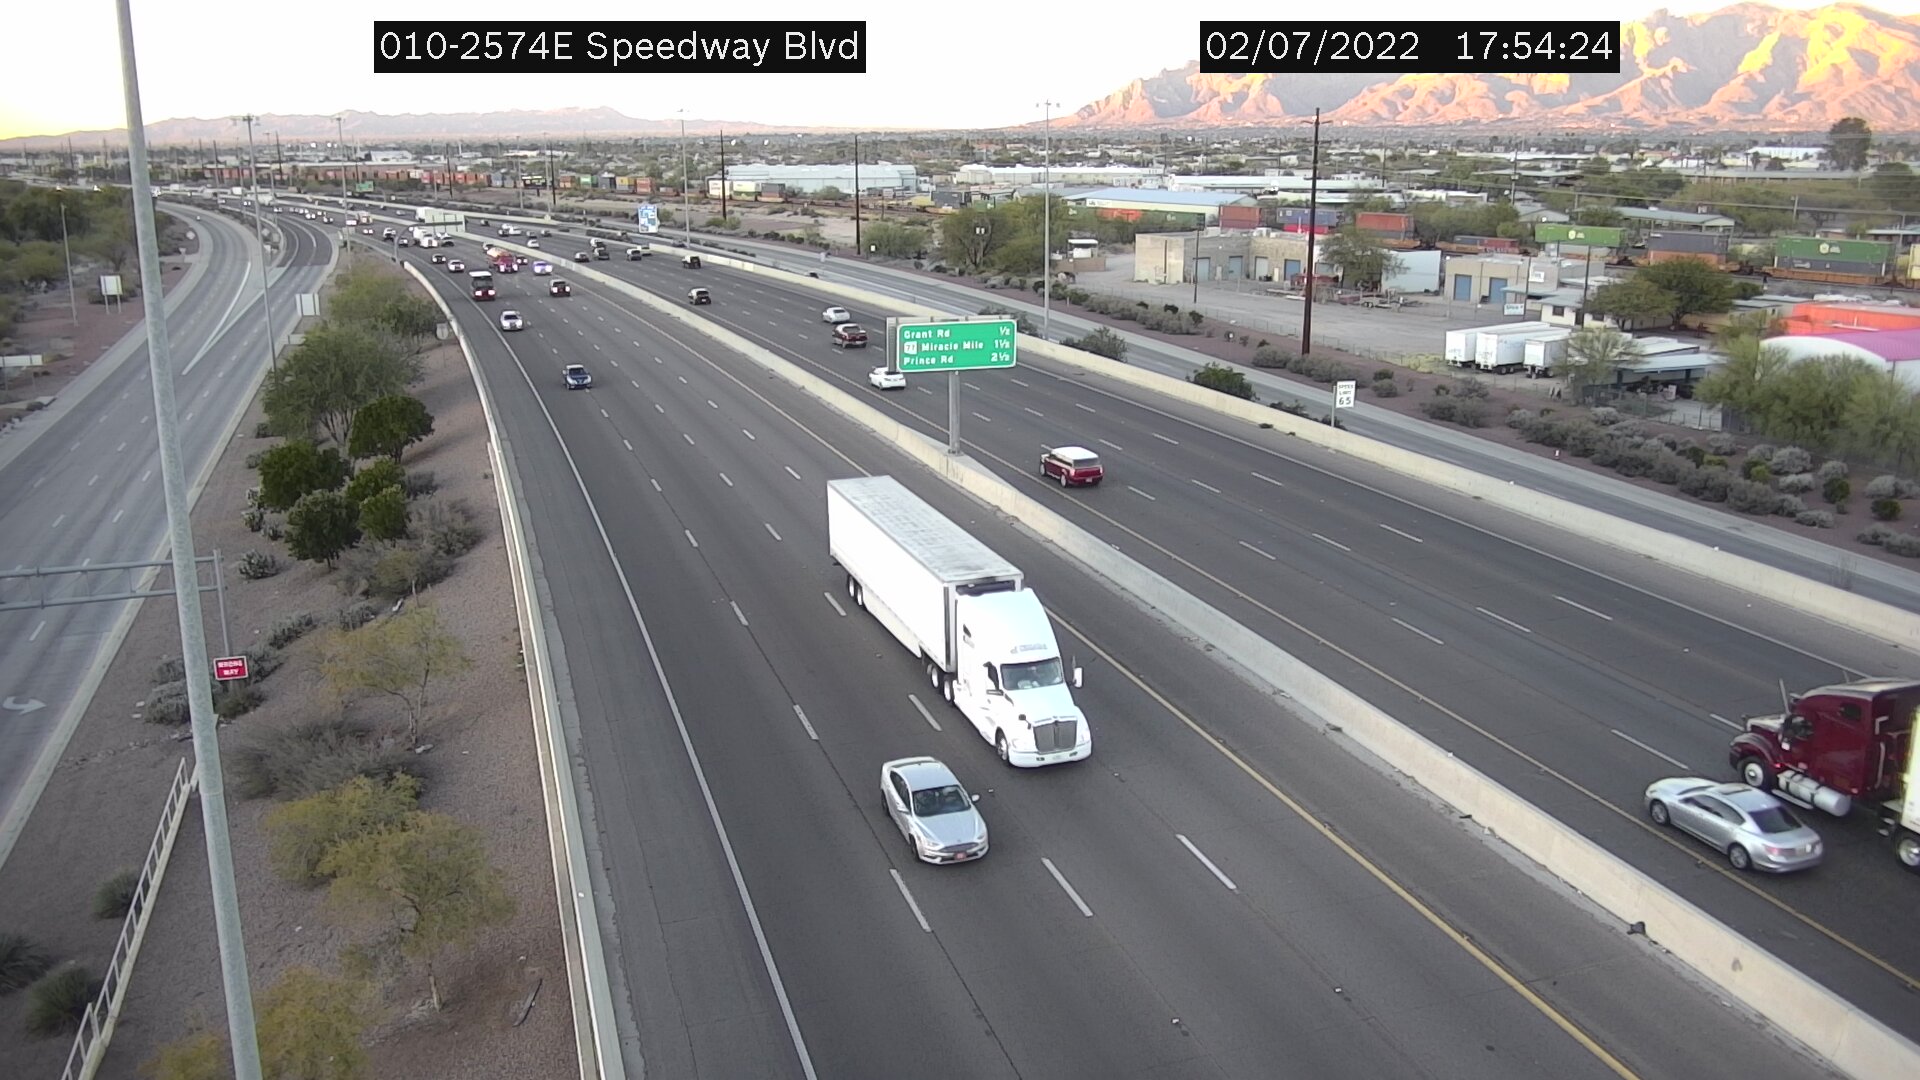 010-2574E Speedway Blvd
02/07/2022 17:54:24
Grant Rd ½
77 Miracle Mile 1½
Prince Rd 2½
SPEED
LIMIT
65
WRONG
WAY